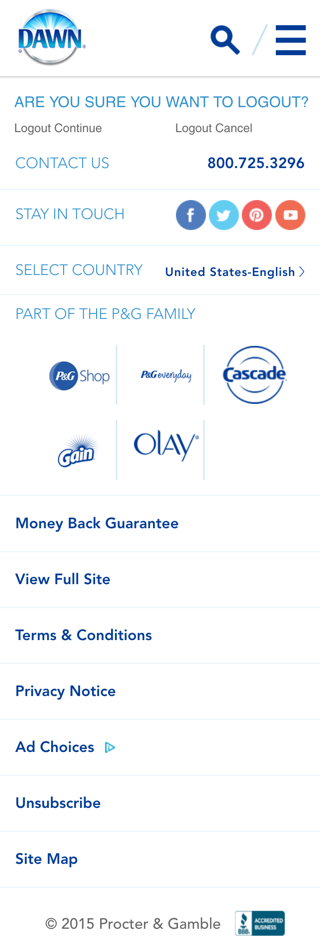 DAWN
ARE YOU SURE YOU WANT TO LOGOUT?
Logout Continue Logout Cancel
CONTACT US 800.725.3296
STAY IN TOUCH
SELECT COUNTRY United States-English
PART OF THE P&G FAMILY
P&G Shop P&G everyday Cascade
Gain OLAY
Money Back Guarantee
View Full Site
Terms & Conditions
Privacy Notice
Ad Choices
Unsubscribe
Site Map
© 2015 Procter & Gamble BBB ACCREDITED BUSINESS